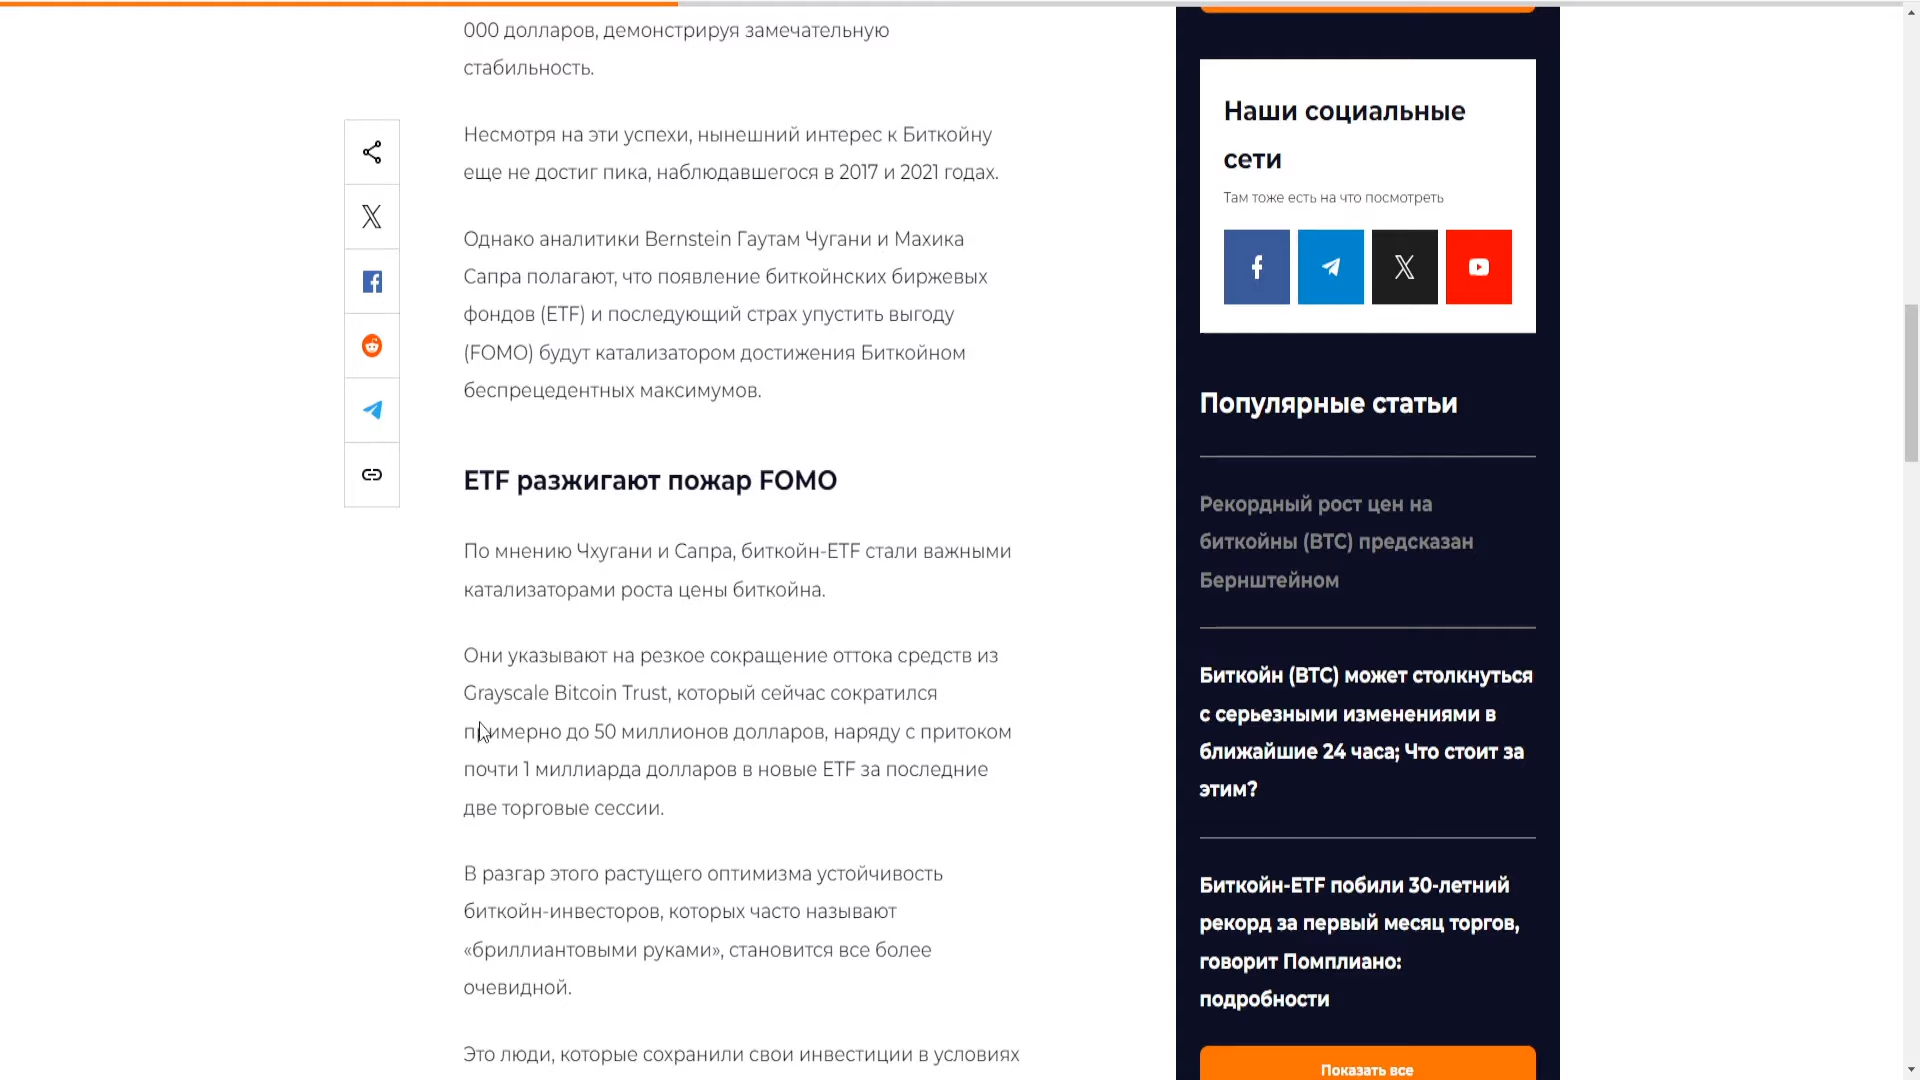 000 долларов, демонстрируя замечательную
стабильность.
Несмотря на эти успехи, нынешний интерес к Биткойну
еще не достиг пика, наблюдавшегося в 2017 и 2021 годах.
Однако аналитики Bernstein Гаутам Чугани и Махика
Сапра полагают, что появление биткойнских биржевых
фондов (ETF) и последующий страх упустить выгоду
(FOMO) будут катализатором достижения Биткойном
беспрецедентных максимумов.
ETF разжигают пожар FOMO
По мнению Чхугани и Сапра, биткойн-ETF стали важными
катализаторами роста цены биткойна.
Они указывают на резкое сокращение оттока средств из
Grayscale Bitcoin Trust, который сейчас сократился
примерно до 50 миллионов долларов, наряду с притоком
почти 1 миллиарда долларов в новые ETF за последние
две торговые сессии.
В разгар этого растущего оптимизма устойчивость
биткойн-инвесторов, которых часто называют
«бриллиантовыми руками», становится все более
очевидной.
Это люди, которые сохранили свои инвестиции в условиях
Наши социальные
сети
Там тоже есть на что посмотреть
Популярные статьи
Рекордный рост цен на
биткойны (BTC) предсказан
Бернштейном
Биткойн (BTC) может столкнуться
с серьезными изменениями в
ближайшие 24 часа; Что стоит за
этим?
Биткойн-ETF побили 30-летний
рекорд за первый месяц торгов,
говорит Помплиано:
подробности
Показать все